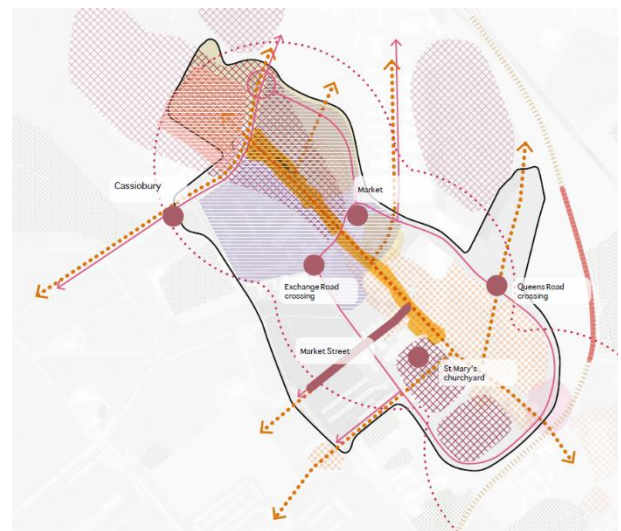 Cassiobury
Market
Exchange Road
crossing
Queens Road
crossing
Market Street
St Mary's
churchyard